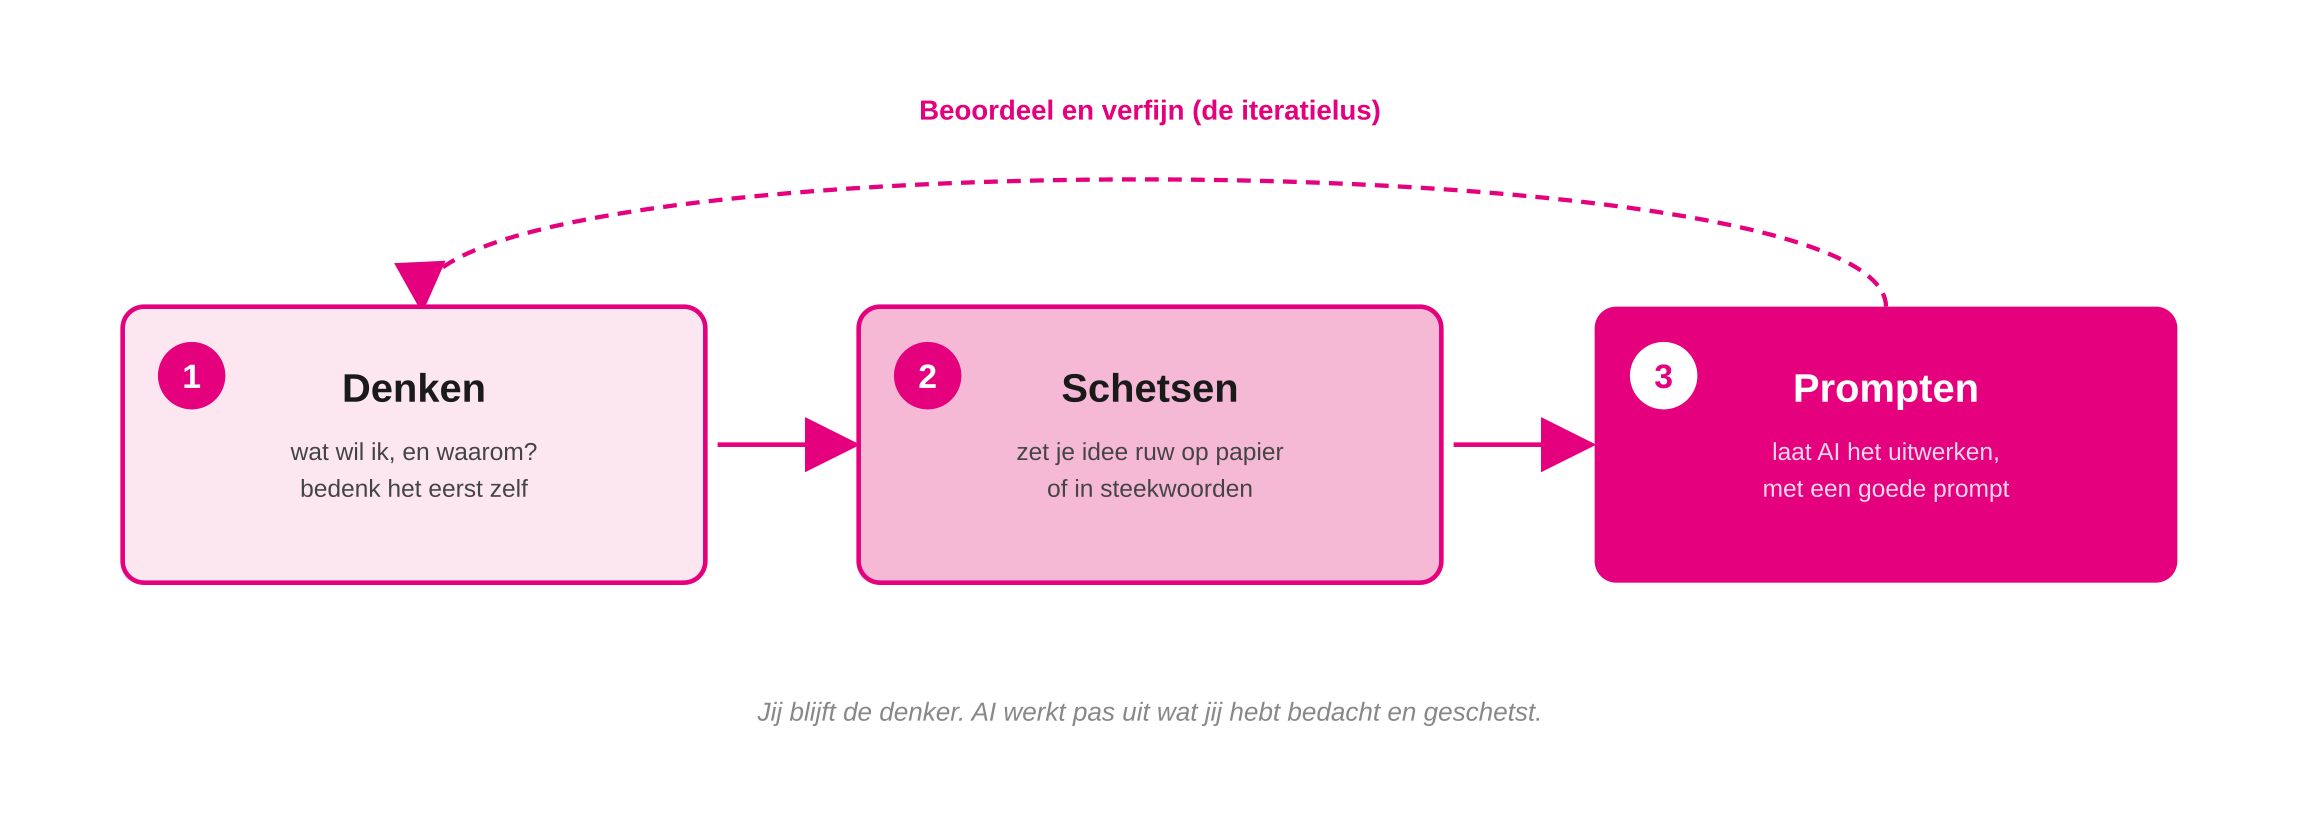 Beoordeel en verfijn (de iteratielus)
1
Denken
wat wil ik, en waarom?
bedenk het eerst zelf
2
Schetsen
zet je idee ruw op papier
of in steekwoorden
3
Prompten
laat AI het uitwerken,
met een goede prompt
Jij blijft de denker. AI werkt pas uit wat jij hebt bedacht en geschetst.